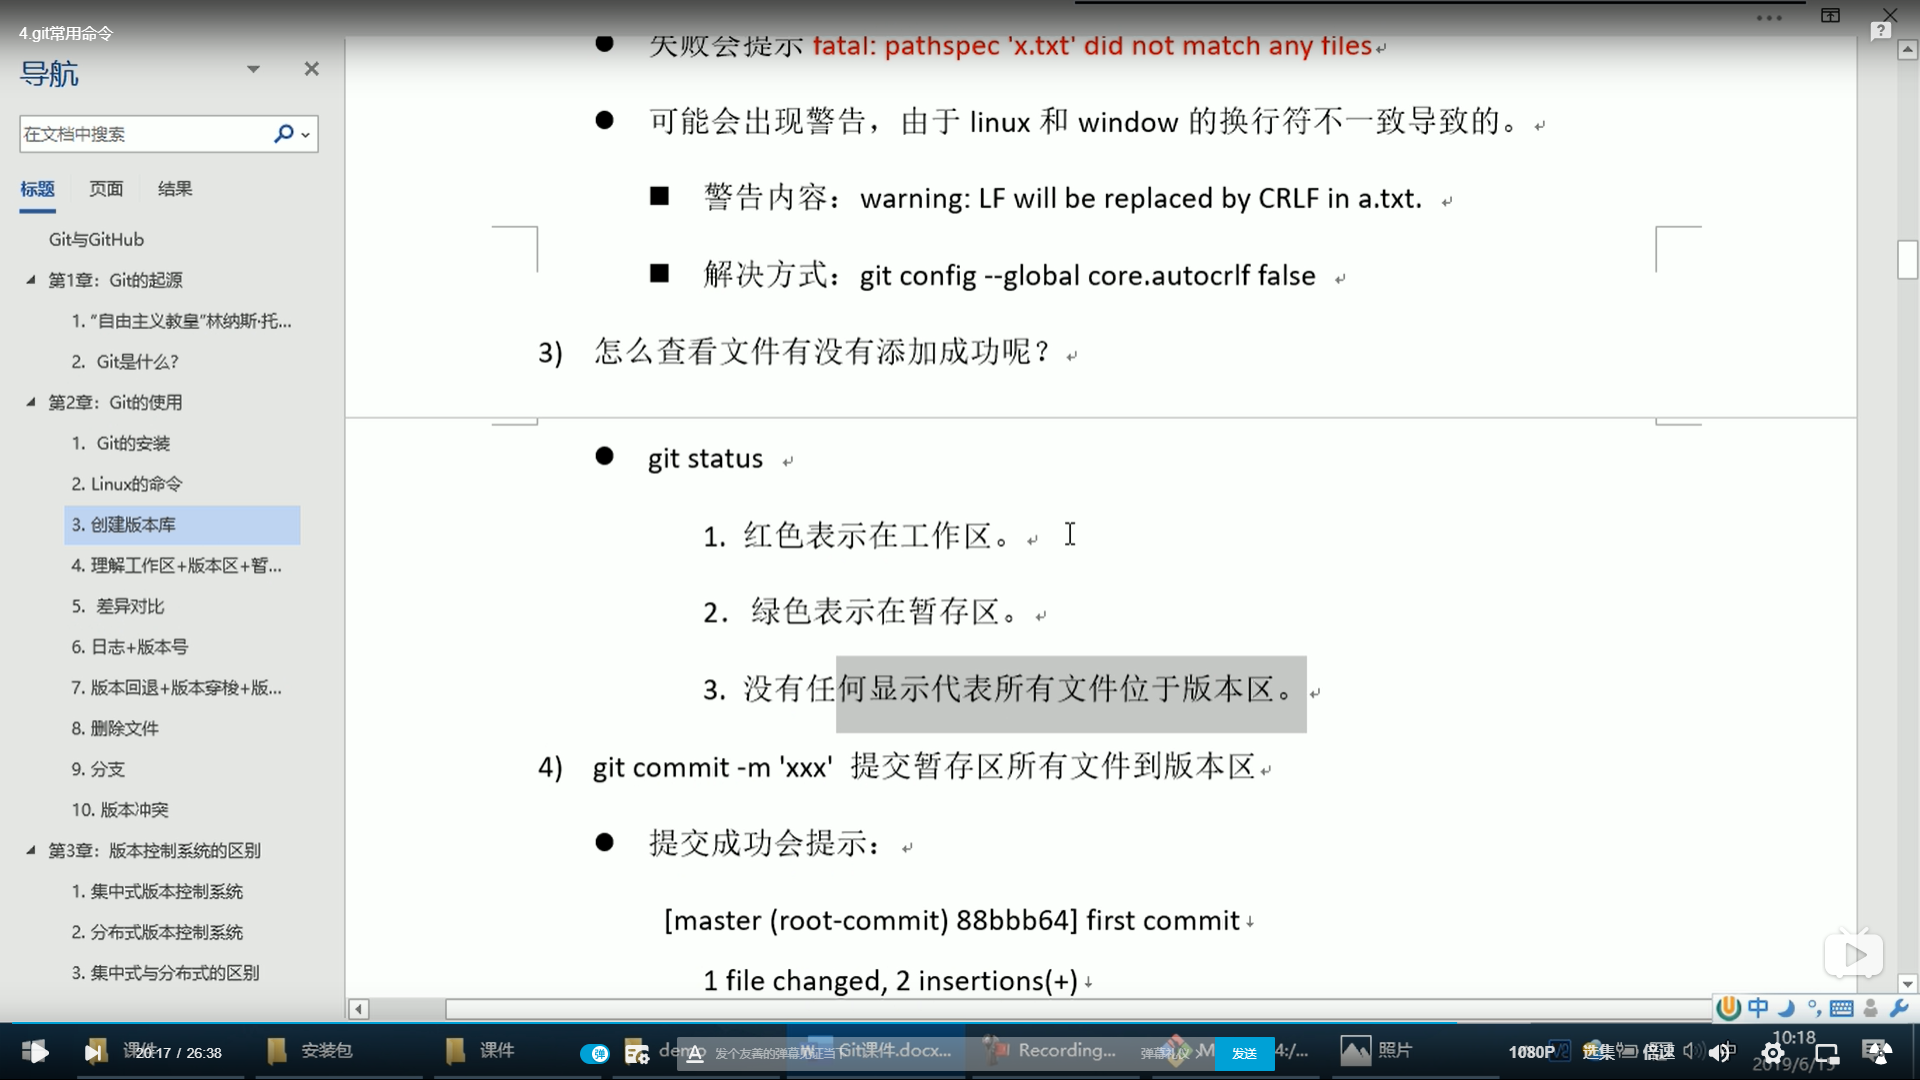 4.git常用命令
导航
在文档中搜索
标题 页面 结果
Git与GitHub
第1章：Git的起源
1. “自由主义教皇”林纳斯·托...
2. Git是什么?
第2章：Git的使用
1. Git的安装
2. Linux的命令
3. 创建版本库
4. 理解工作区+版本区+暂...
5. 差异对比
6. 日志+版本号
7. 版本回退+版本穿梭+版...
8. 删除文件
9. 分支
10. 版本冲突
第3章：版本控制系统的区别
1. 集中式版本控制系统
2. 分布式版本控制系统
3. 集中式与分布式的区别
失败会提示 fatal: pathspec 'x.txt' did not match any files
可能会出现警告，由于 linux 和 window 的换行符不一致导致的。
警告内容：warning: LF will be replaced by CRLF in a.txt.
解决方式：git config --global core.autocrlf false
3) 怎么查看文件有没有添加成功呢？
git status
1. 红色表示在工作区。
2. 绿色表示在暂存区。
3. 没有任何显示代表所有文件位于版本区。
4) git commit -m 'xxx' 提交暂存区所有文件到版本区
提交成功会提示：
[master (root-commit) 88bbb64] first commit
1 file changed, 2 insertions(+)
中
课件 20:17 / 26:38 安装包 课件 弹 demo 发个友善的弹幕见证当下 Git课件.docx... Recording... 弹幕礼仪 发送 照片 1080P 选集 倍速 10:18